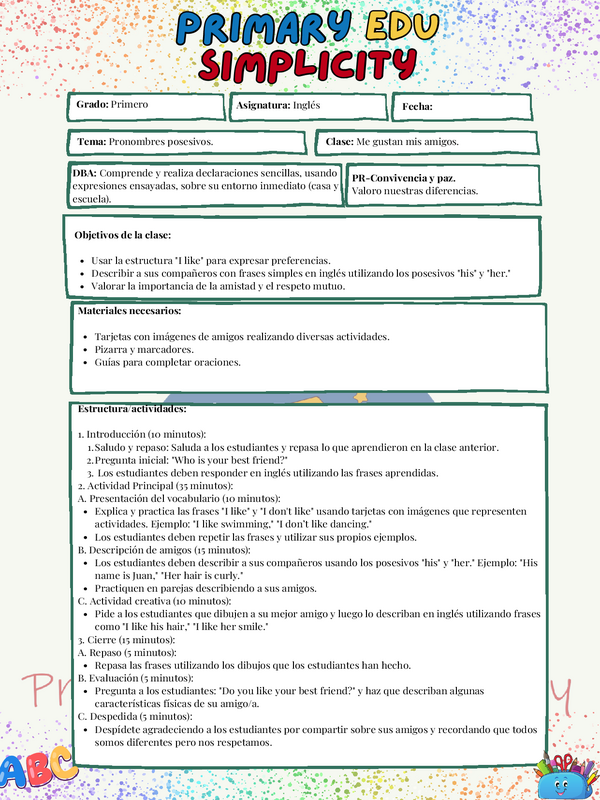 PRIMARY EDU
SIMPLICITY
Grado: Primero
Asignatura: Inglés
Fecha:
Tema: Pronombres posesivos.
Clase: Me gustan mis amigos.
DBA: Comprende y realiza declaraciones sencillas, usando
expresiones ensayadas, sobre su entorno inmediato (casa y
escuela).
PR-Convivencia y paz.
Valoro nuestras diferencias.
Objetivos de la clase:
• Usar la estructura "I like" para expresar preferencias.
• Describir a sus compañeros con frases simples en inglés utilizando los posesivos "his" y "her."
• Valorar la importancia de la amistad y el respeto mutuo.
Materiales necesarios:
• Tarjetas con imágenes de amigos realizando diversas actividades.
• Pizarra y marcadores.
• Guías para completar oraciones.
Estructura/actividades:
1. Introducción (10 minutos):
1. Saludo y repaso: Saluda a los estudiantes y repasa lo que aprendieron en la clase anterior.
2. Pregunta inicial: "Who is your best friend?"
3. Los estudiantes deben responder en inglés utilizando las frases aprendidas.
2. Actividad Principal (35 minutos):
A. Presentación del vocabulario (10 minutos):
• Explica y practica las frases "I like" y "I don't like" usando tarjetas con imágenes que representen
actividades. Ejemplo: "I like swimming," "I don't like dancing."
• Los estudiantes deben repetir las frases y utilizar sus propios ejemplos.
B. Descripción de amigos (15 minutos):
• Los estudiantes deben describir a sus compañeros usando los posesivos "his" y "her." Ejemplo: "His
name is Juan," "Her hair is curly."
• Practiquen en parejas describiendo a sus amigos.
C. Actividad creativa (10 minutos):
• Pide a los estudiantes que dibujen a su mejor amigo y luego lo describan en inglés utilizando frases
como "I like his hair," "I like her smile."
3. Cierre (15 minutos):
A. Repaso (5 minutos):
• Repasa las frases utilizando los dibujos que los estudiantes han hecho.
B. Evaluación (5 minutos):
• Pregunta a los estudiantes: "Do you like your best friend?" y haz que describan algunas
características físicas de su amigo/a.
C. Despedida (5 minutos):
• Despídete agradeciendo a los estudiantes por compartir sobre sus amigos y recordando que todos
somos diferentes pero nos respetamos.
ABC